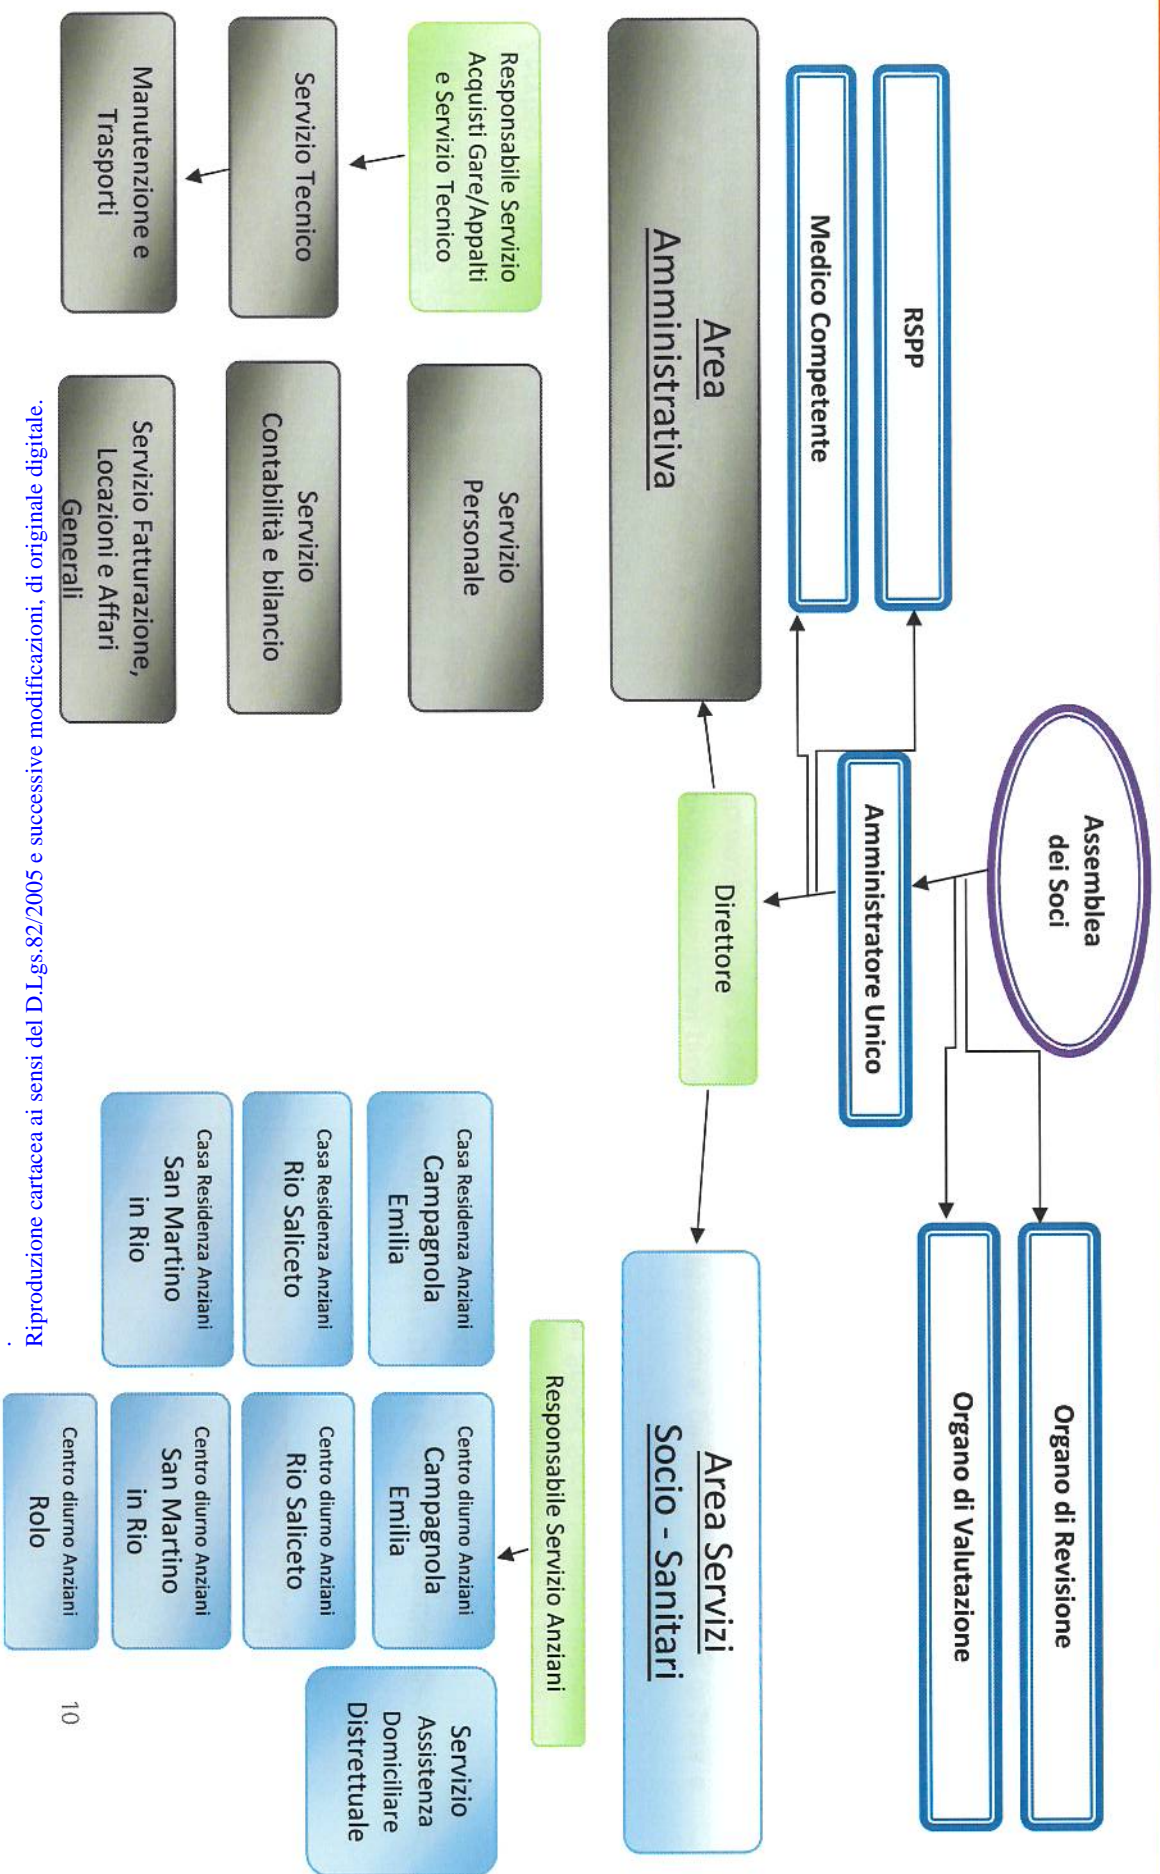 Assemblea
dei Soci
Organo di Revisione
Organo di Valutazione
RSPP
Medico Competente
Amministratore Unico
Direttore
Area
Amministrativa
Area Servizi
Socio - Sanitari
Responsabile Servizio
Acquisti Gare/Appalti
e Servizio Tecnico
Servizio
Personale
Servizio Tecnico
Servizio
Contabilità e bilancio
Manutenzione e
Trasporti
Servizio Fatturazione,
Locazioni e Affari
Generali
Responsabile Servizio Anziani
Casa Residenza Anziani
Campagnola
Emilia
Centro diurno Anziani
Campagnola
Emilia
Servizio
Assistenza
Domiciliare
Distrettuale
Casa Residenza Anziani
Rio Saliceto
Centro diurno Anziani
Rio Saliceto
Casa Residenza Anziani
San Martino
in Rio
Centro diurno Anziani
San Martino
in Rio
Centro diurno Anziani
Rolo
10
Riproduzione cartacea ai sensi del D.Lgs.82/2005 e successive modificazioni, di originale digitale.